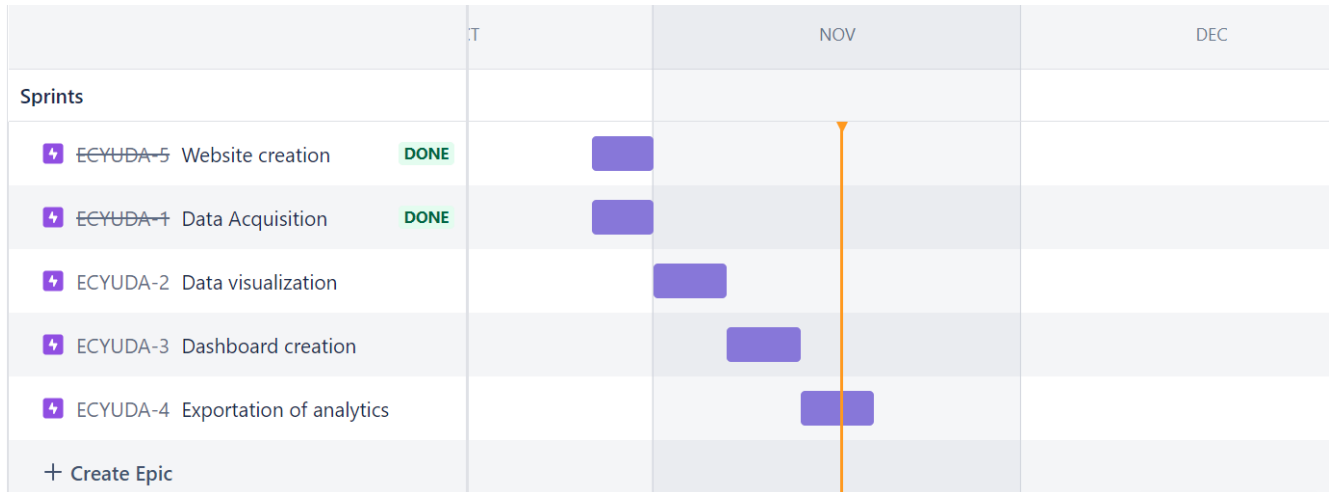 CT NOV DEC
Sprints
ECYUDA-5 Website creation DONE
ECYUDA-1 Data Acquisition DONE
ECYUDA-2 Data visualization
ECYUDA-3 Dashboard creation
ECYUDA-4 Exportation of analytics
+ Create Epic